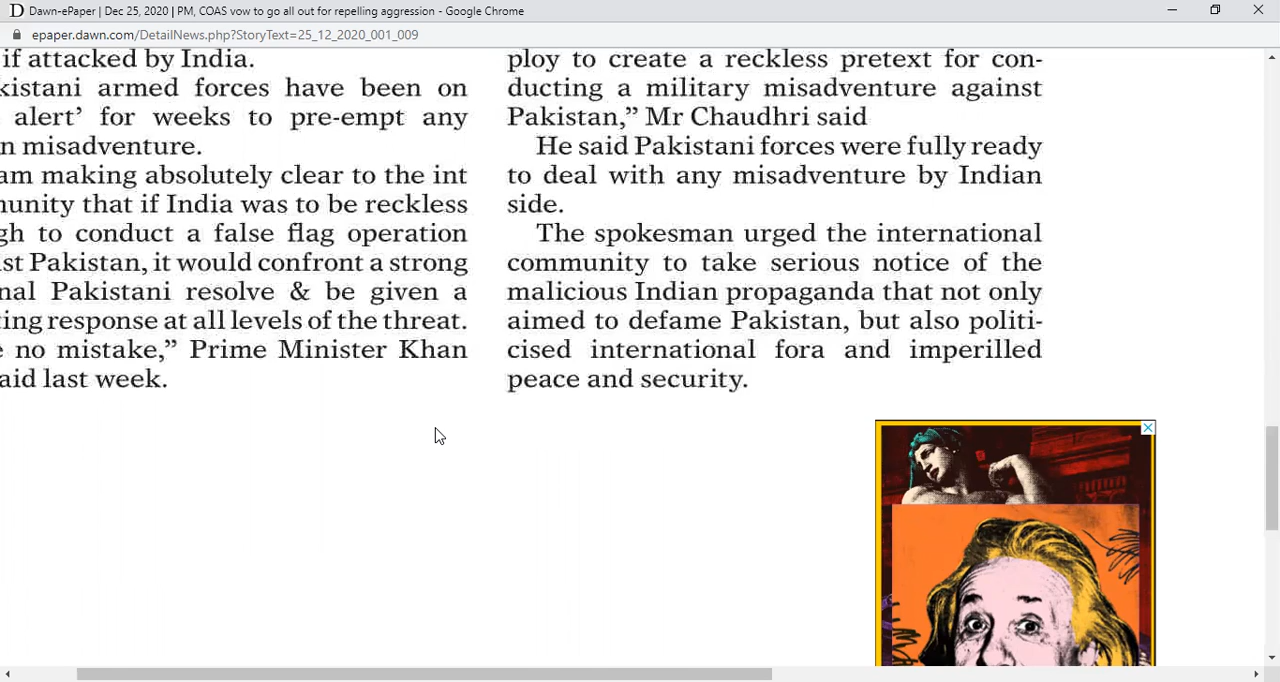 Dawn-ePaper | Dec 25, 2020 | PM, COAS vow to go all out for repelling aggression - Google Chrome
epaper.dawn.com/DetailNews.php?StoryText=25_12_2020_001_009
if attacked by India.
kistani armed forces have been on
alert’ for weeks to pre-empt any
n misadventure.
am making absolutely clear to the int
unity that if India was to be reckless
gh to conduct a false flag operation
st Pakistan, it would confront a strong
nal Pakistani resolve & be given a
ing response at all levels of the threat.
e no mistake,” Prime Minister Khan
aid last week.
ploy to create a reckless pretext for con-
ducting a military misadventure against
Pakistan,” Mr Chaudhri said
He said Pakistani forces were fully ready
to deal with any misadventure by Indian
side.
The spokesman urged the international
community to take serious notice of the
malicious Indian propaganda that not only
aimed to defame Pakistan, but also politi-
cised international fora and imperilled
peace and security.